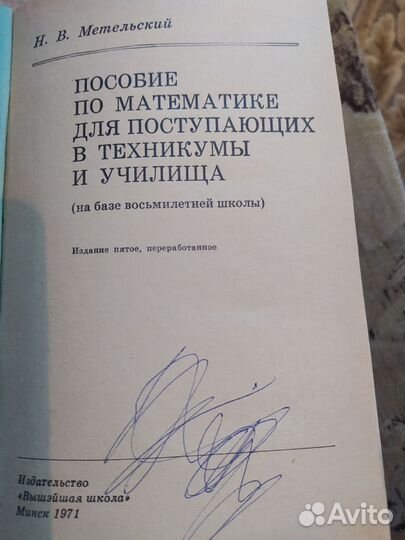 Н. В. Метельский
ПОСОБИЕ
ПО МАТЕМАТИКЕ
ДЛЯ ПОСТУПАЮЩИХ
В ТЕХНИКУМЫ
И УЧИЛИЩА
(на базе восьмилетней школы)
Издание пятое, переработанное
Издательство
«Вышэйшая школа»
Минск 1971
Avito